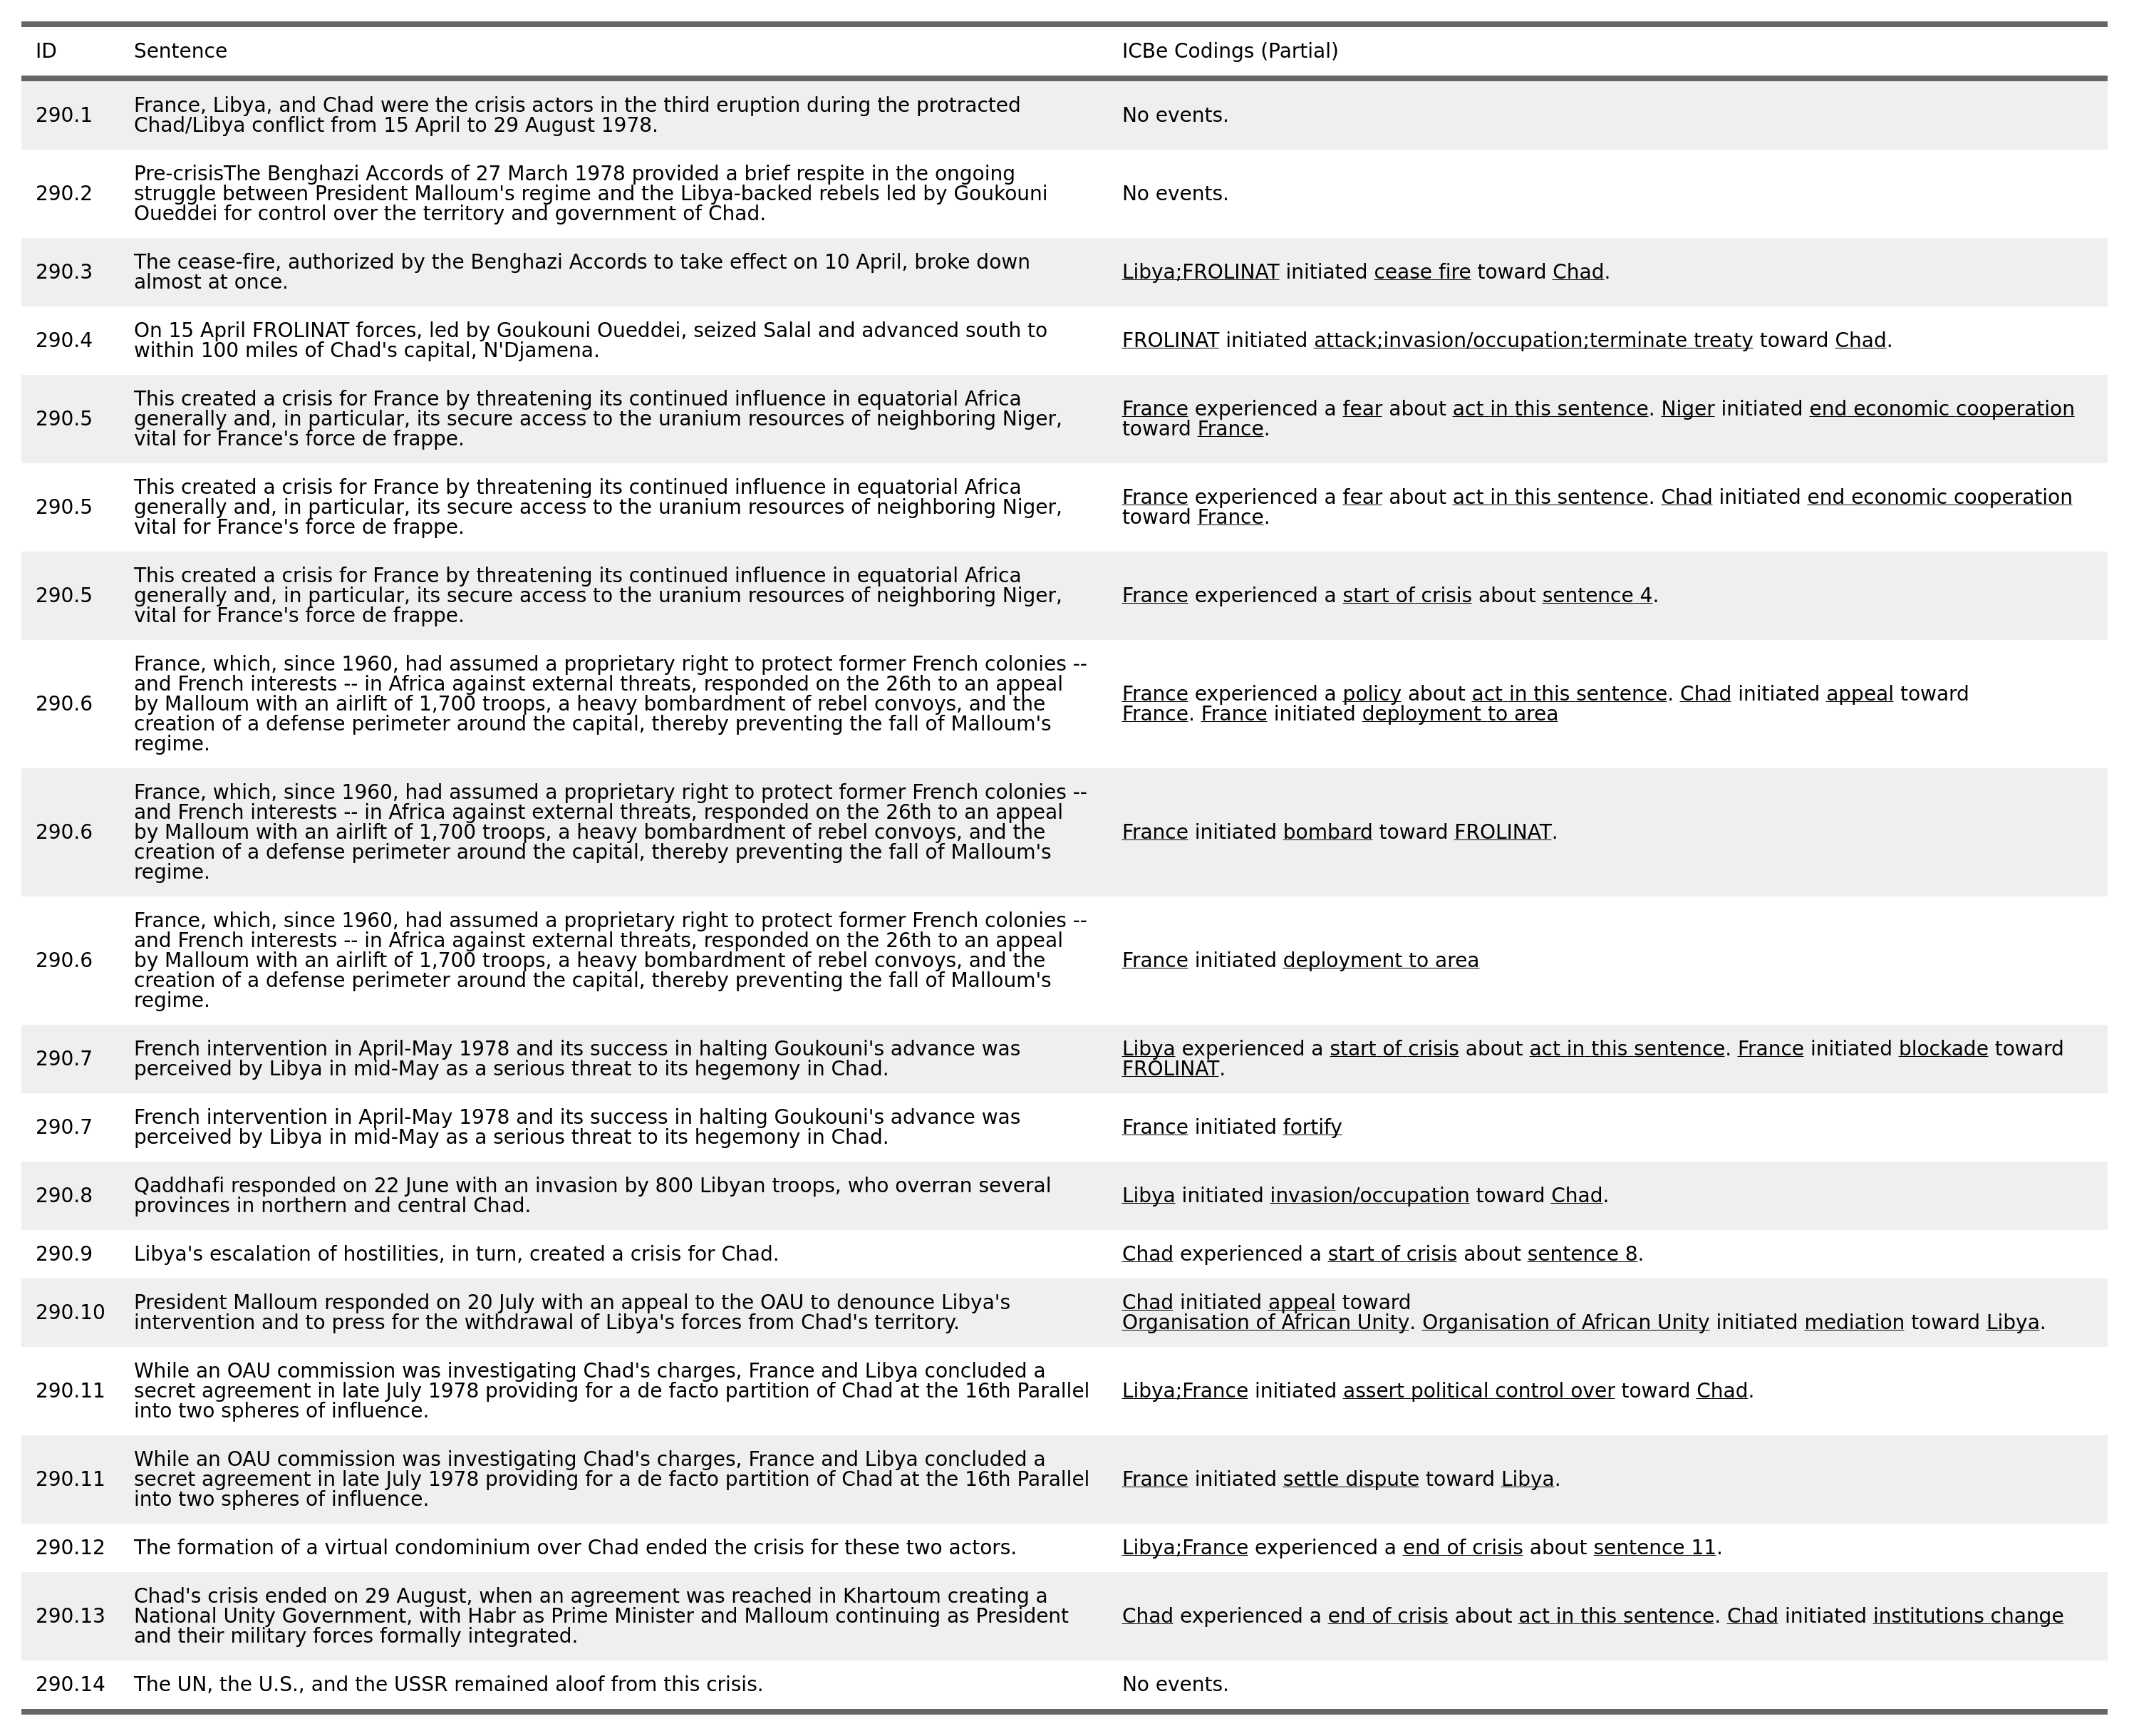 ID Sentence ICBe Codings (Partial)
290.1 France, Libya, and Chad were the crisis actors in the third eruption during the protracted
Chad/Libya conflict from 15 April to 29 August 1978. No events.
290.2 Pre-crisisThe Benghazi Accords of 27 March 1978 provided a brief respite in the ongoing
struggle between President Malloum's regime and the Libya-backed rebels led by Goukouni
Oueddei for control over the territory and government of Chad. No events.
290.3 The cease-fire, authorized by the Benghazi Accords to take effect on 10 April, broke down
almost at once. Libya;FROLINAT initiated cease fire toward Chad.
290.4 On 15 April FROLINAT forces, led by Goukouni Oueddei, seized Salal and advanced south to
within 100 miles of Chad's capital, N'Djamena. FROLINAT initiated attack;invasion/occupation;terminate treaty toward Chad.
290.5 This created a crisis for France by threatening its continued influence in equatorial Africa
generally and, in particular, its secure access to the uranium resources of neighboring Niger,
vital for France's force de frappe.
France experienced a fear about act in this sentence. Niger initiated end economic cooperation
toward France.
290.5 This created a crisis for France by threatening its continued influence in equatorial Africa
generally and, in particular, its secure access to the uranium resources of neighboring Niger,
vital for France's force de frappe.
France experienced a fear about act in this sentence. Chad initiated end economic cooperation
toward France.
290.5 This created a crisis for France by threatening its continued influence in equatorial Africa
generally and, in particular, its secure access to the uranium resources of neighboring Niger,
vital for France's force de frappe.
France experienced a start of crisis about sentence 4.
290.6 France, which, since 1960, had assumed a proprietary right to protect former French colonies --
and French interests -- in Africa against external threats, responded on the 26th to an appeal
by Malloum with an airlift of 1,700 troops, a heavy bombardment of rebel convoys, and the
creation of a defense perimeter around the capital, thereby preventing the fall of Malloum's
regime.
France experienced a policy about act in this sentence. Chad initiated appeal toward
France. France initiated deployment to area
290.6 France, which, since 1960, had assumed a proprietary right to protect former French colonies --
and French interests -- in Africa against external threats, responded on the 26th to an appeal
by Malloum with an airlift of 1,700 troops, a heavy bombardment of rebel convoys, and the
creation of a defense perimeter around the capital, thereby preventing the fall of Malloum's
regime.
France initiated bombard toward FROLINAT.
290.6 France, which, since 1960, had assumed a proprietary right to protect former French colonies --
and French interests -- in Africa against external threats, responded on the 26th to an appeal
by Malloum with an airlift of 1,700 troops, a heavy bombardment of rebel convoys, and the
creation of a defense perimeter around the capital, thereby preventing the fall of Malloum's
regime.
France initiated deployment to area
290.7 French intervention in April-May 1978 and its success in halting Goukouni's advance was
perceived by Libya in mid-May as a serious threat to its hegemony in Chad.
Libya experienced a start of crisis about act in this sentence. France initiated blockade toward
FROLINAT.
290.7 French intervention in April-May 1978 and its success in halting Goukouni's advance was
perceived by Libya in mid-May as a serious threat to its hegemony in Chad.
France initiated fortify
290.8 Qaddhafi responded on 22 June with an invasion by 800 Libyan troops, who overran several
provinces in northern and central Chad.
Libya initiated invasion/occupation toward Chad.
290.9 Libya's escalation of hostilities, in turn, created a crisis for Chad. Chad experienced a start of crisis about sentence 8.
290.10 President Malloum responded on 20 July with an appeal to the OAU to denounce Libya's
intervention and to press for the withdrawal of Libya's forces from Chad's territory.
Chad initiated appeal toward
Organisation of African Unity. Organisation of African Unity initiated mediation toward Libya.
290.11 While an OAU commission was investigating Chad's charges, France and Libya concluded a
secret agreement in late July 1978 providing for a de facto partition of Chad at the 16th Parallel
into two spheres of influence.
Libya;France initiated assert political control over toward Chad.
290.11 While an OAU commission was investigating Chad's charges, France and Libya concluded a
secret agreement in late July 1978 providing for a de facto partition of Chad at the 16th Parallel
into two spheres of influence.
France initiated settle dispute toward Libya.
290.12 The formation of a virtual condominium over Chad ended the crisis for these two actors. Libya;France experienced a end of crisis about sentence 11.
290.13 Chad's crisis ended on 29 August, when an agreement was reached in Khartoum creating a
National Unity Government, with Habr as Prime Minister and Malloum continuing as President
and their military forces formally integrated.
Chad experienced a end of crisis about act in this sentence. Chad initiated institutions change
290.14 The UN, the U.S., and the USSR remained aloof from this crisis. No events.